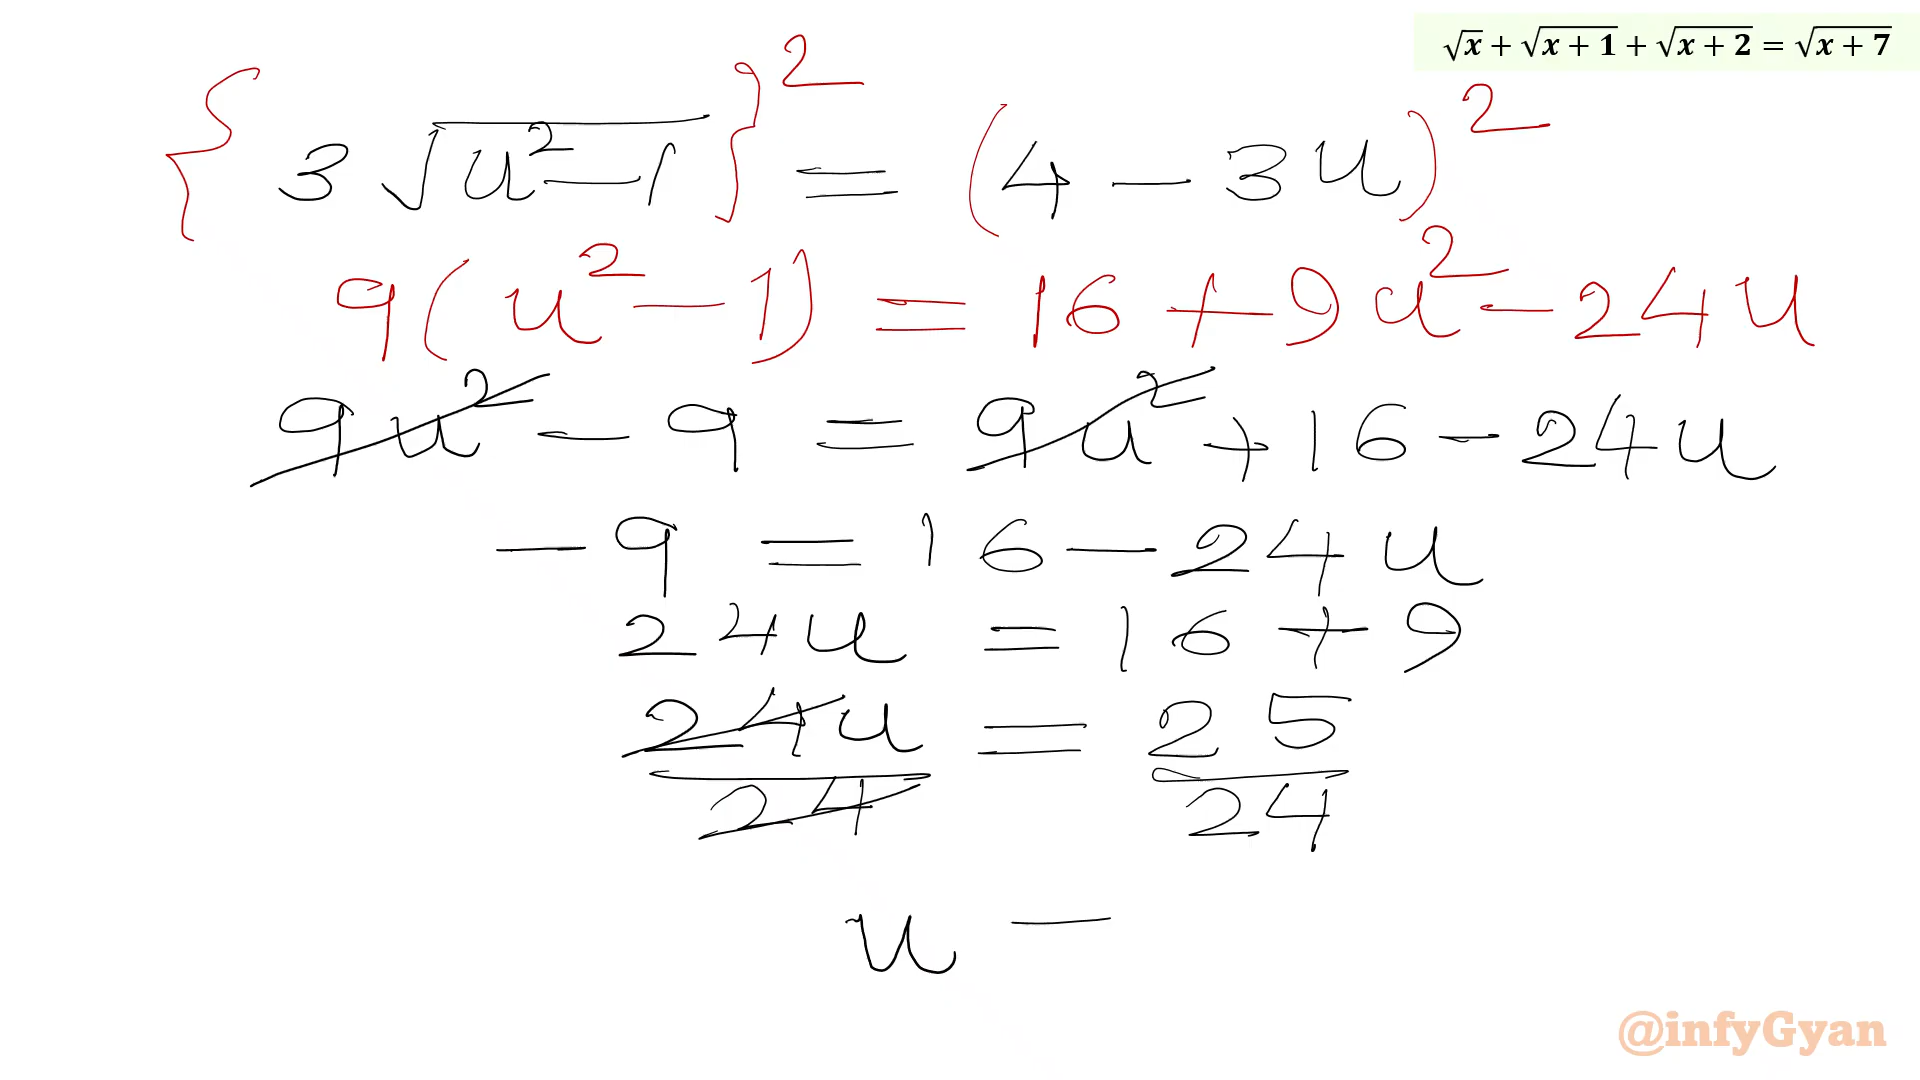 √x + √(x + 1) + √(x + 2) = √(x + 7)
{3√(u² − 1)}² = (4 − 3u)²
9(u² − 1) = 16 + 9u² − 24u
9u² − 9 = 9u² + 16 − 24u
− 9 = 16 − 24u
24u = 16 + 9
24u/24 = 25/24
u −
@infyGyan